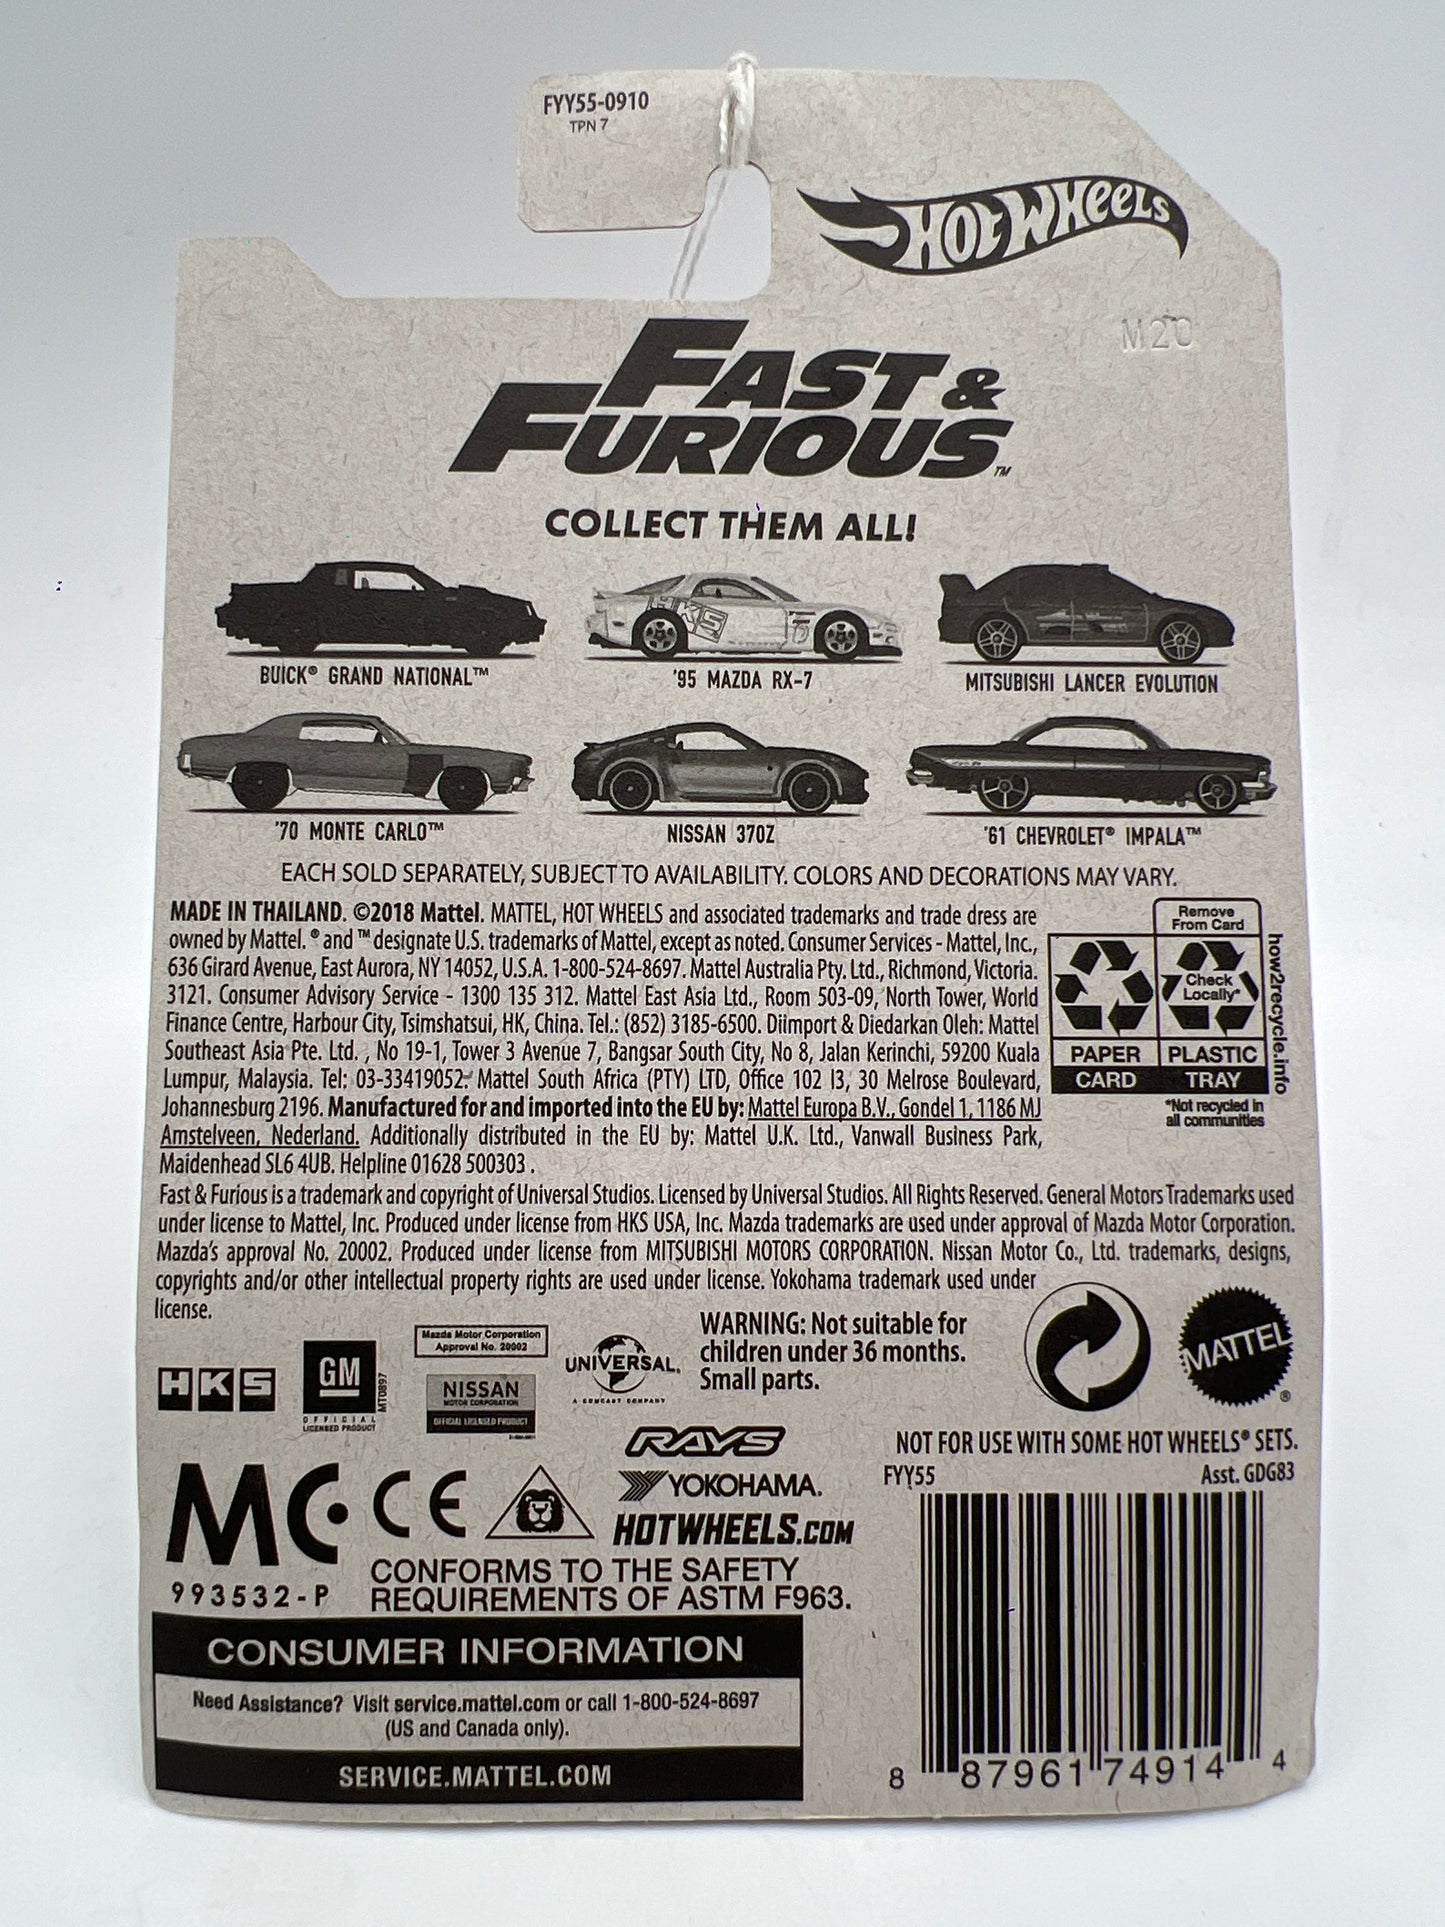 FYY55-0910
TPN 7
HOT WHEELS
M20
FAST &
FURIOUS™
COLLECT THEM ALL!
BUICK® GRAND NATIONAL™
HKS
'95 MAZDA RX-7
MITSUBISHI LANCER EVOLUTION
'70 MONTE CARLO™
NISSAN 370Z
'61 CHEVROLET® IMPALA™
EACH SOLD SEPARATELY, SUBJECT TO AVAILABILITY. COLORS AND DECORATIONS MAY VARY.
MADE IN THAILAND. ©2018 Mattel. MATTEL, HOT WHEELS and associated trademarks and trade dress are
owned by Mattel. ® and ™ designate U.S. trademarks of Mattel, except as noted. Consumer Services - Mattel, Inc.,
636 Girard Avenue, East Aurora, NY 14052, U.S.A. 1-800-524-8697. Mattel Australia Pty. Ltd., Richmond, Victoria.
3121. Consumer Advisory Service - 1300 135 312. Mattel East Asia Ltd., Room 503-09, North Tower, World
Finance Centre, Harbour City, Tsimshatsui, HK, China. Tel.: (852) 3185-6500. Diimport & Diedarkan Oleh: Mattel
Southeast Asia Pte. Ltd. , No 19-1, Tower 3 Avenue 7, Bangsar South City, No 8, Jalan Kerinchi, 59200 Kuala
Lumpur, Malaysia. Tel: 03-33419052. Mattel South Africa (PTY) LTD, Office 102 I3, 30 Melrose Boulevard,
Johannesburg 2196. Manufactured for and imported into the EU by: Mattel Europa B.V., Gondel 1, 1186 MJ
Amstelveen, Nederland. Additionally distributed in the EU by: Mattel U.K. Ltd., Vanwall Business Park,
Maidenhead SL6 4UB. Helpline 01628 500303 .
Remove
From Card
Check
Locally*
PAPER
PLASTIC
CARD
TRAY
how2recycle.info
*Not recycled in
all communities
Fast & Furious is a trademark and copyright of Universal Studios. Licensed by Universal Studios. All Rights Reserved. General Motors Trademarks used
under license to Mattel, Inc. Produced under license from HKS USA, Inc. Mazda trademarks are used under approval of Mazda Motor Corporation.
Mazda's approval No. 20002. Produced under license from MITSUBISHI MOTORS CORPORATION. Nissan Motor Co., Ltd. trademarks, designs,
copyrights and/or other intellectual property rights are used under license. Yokohama trademark used under
license.
HKS
GM
OFFICIAL
LICENSED PRODUCT
MT0897
Mazda Motor Corporation
Approval No. 20002
NISSAN
MOTOR CORPORATION
OFFICIAL LICENSED PRODUCT
UNIVERSAL
A COMCAST COMPANY
WARNING: Not suitable for
children under 36 months.
Small parts.
MATTEL®
RAYS
YOKOHAMA.
HOTWHEELS.COM
NOT FOR USE WITH SOME HOT WHEELS® SETS.
FYY55
Asst. GDG83
MC
CE
993532-P
CONFORMS TO THE SAFETY
REQUIREMENTS OF ASTM F963.
CONSUMER INFORMATION
Need Assistance? Visit service.mattel.com or call 1-800-524-8697
(US and Canada only).
SERVICE.MATTEL.COM
8 87961 74914 4